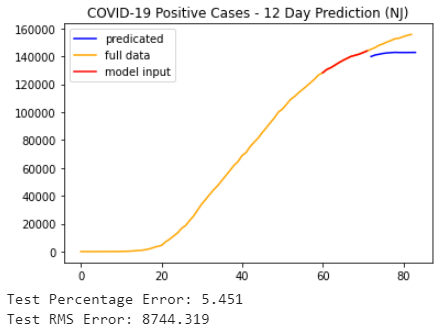 COVID-19 Positive Cases - 12 Day Prediction (NJ)
160000
140000
120000
100000
80000
60000
40000
20000
0
predicated
full data
model input
0 20 40 60 80
Test Percentage Error: 5.451
Test RMS Error: 8744.319